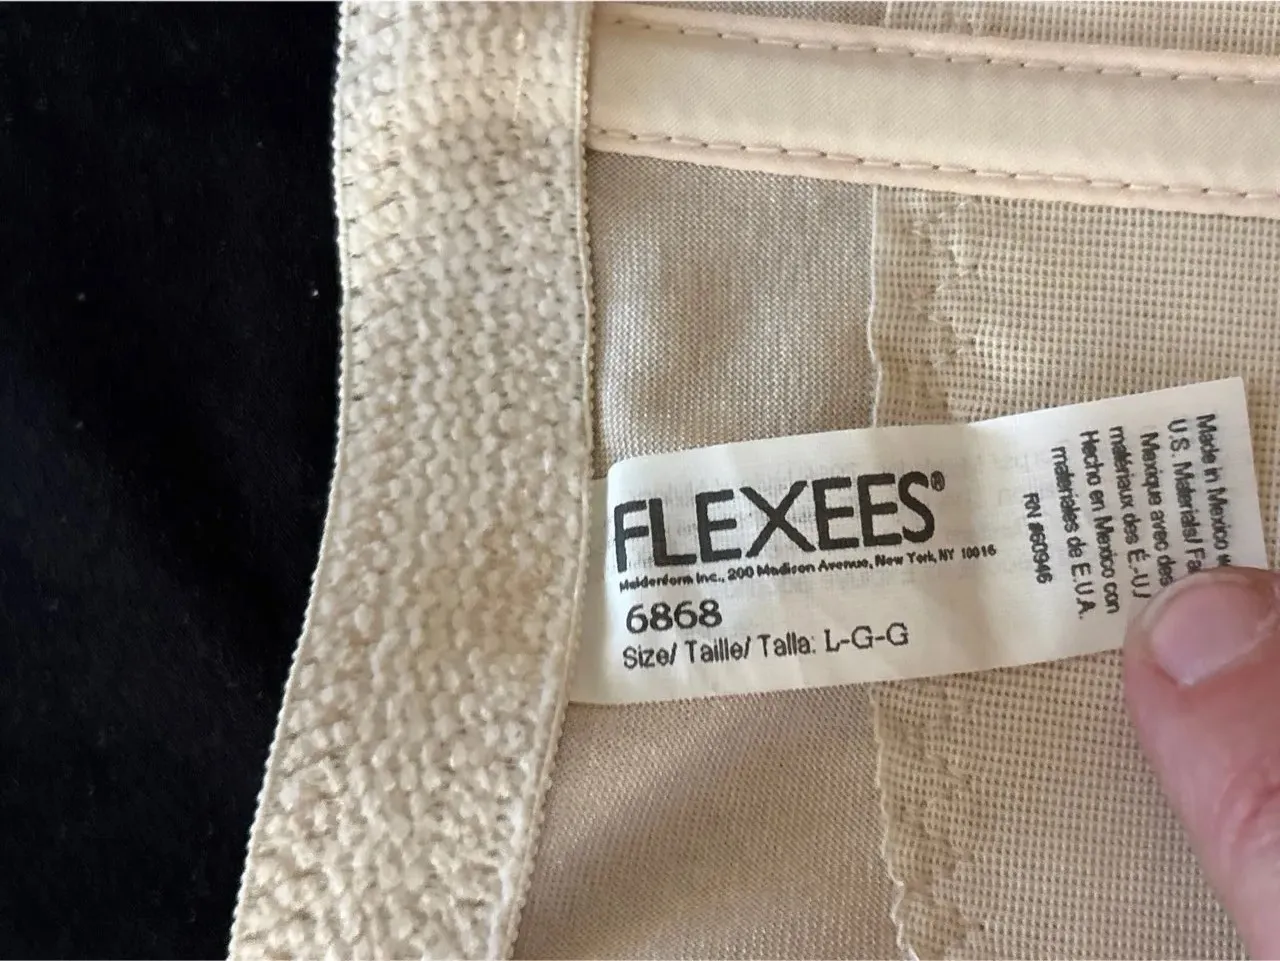 FLEXEES®
Maidenform Inc., 200 Madison Avenue, New York, NY 10016
6868
Size/ Taille/ Talla: L-G-G
Made in Mexico
U.S. Materials/
Mexique avec des
matériaux des É.-U
Hecho en Mexico con
materiales de E.U.A.
RN #60946